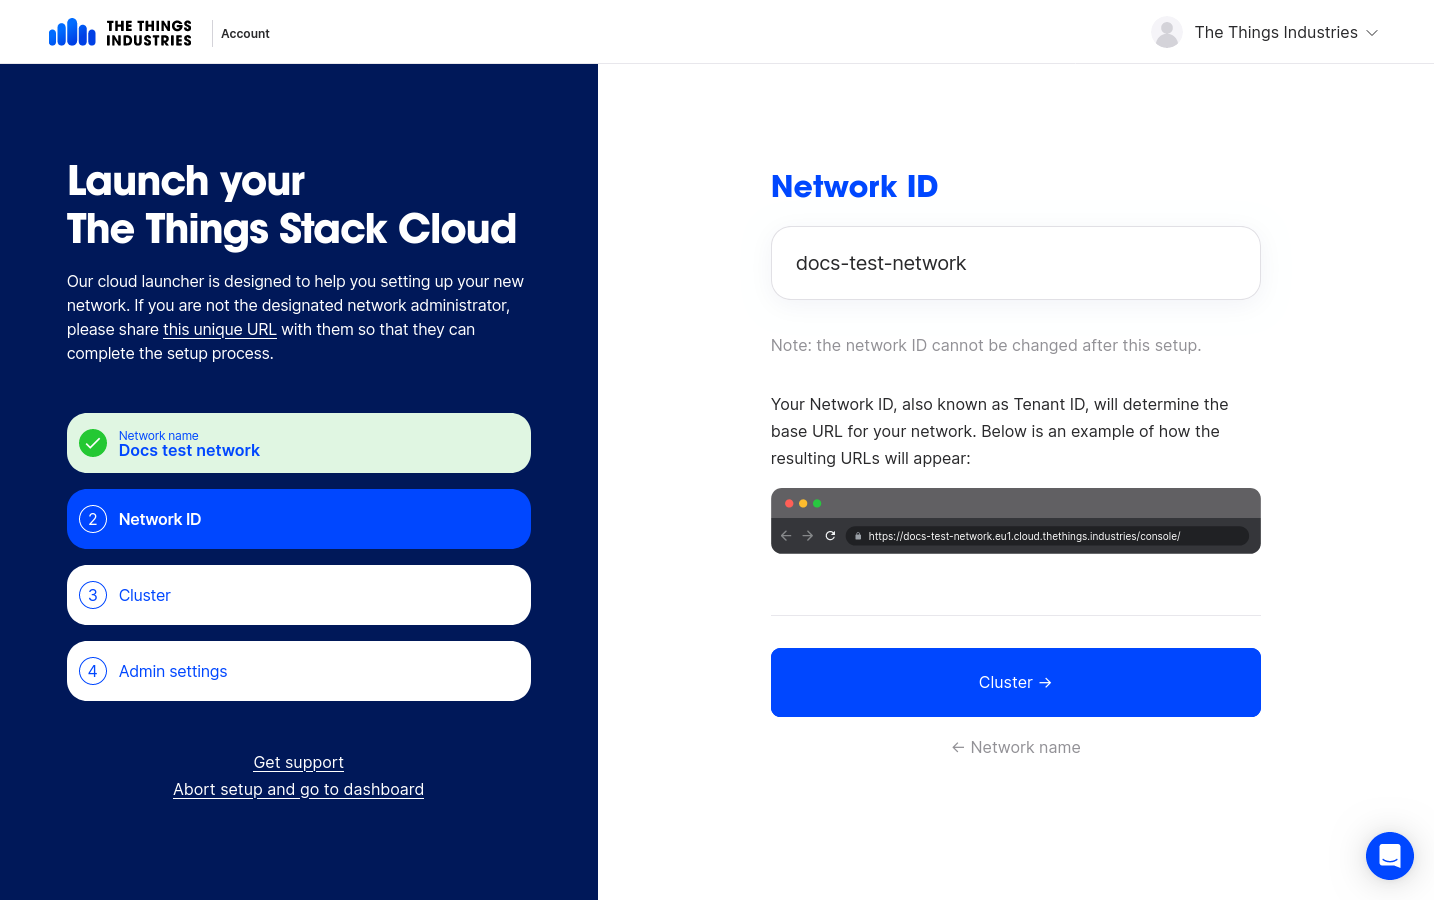 THE THINGS
INDUSTRIES
Account
The Things Industries
Launch your
The Things Stack Cloud
Our cloud launcher is designed to help you setting up your new
network. If you are not the designated network administrator,
please share this unique URL with them so that they can
complete the setup process.
Network name
Docs test network
2 Network ID
3 Cluster
4 Admin settings
Get support
Abort setup and go to dashboard
Network ID
docs-test-network
Note: the network ID cannot be changed after this setup.
Your Network ID, also known as Tenant ID, will determine the
base URL for your network. Below is an example of how the
resulting URLs will appear:
https://docs-test-network.eu1.cloud.thethings.industries/console/
Cluster →
← Network name